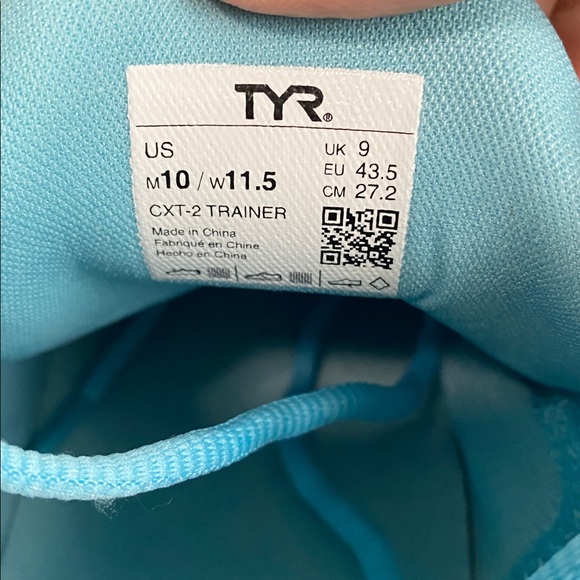 TYR®
US
M10 / W11.5
UK 9
EU 43.5
CM 27.2
CXT-2 TRAINER
Made in China
Fabriqué en Chine
Hecho en China